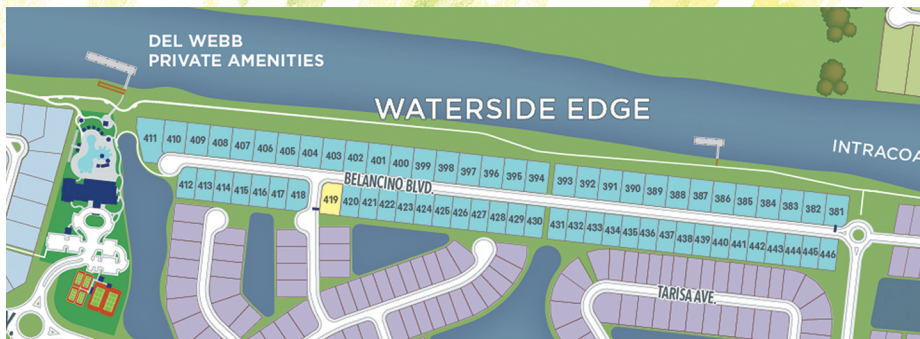 DEL WEBB
PRIVATE AMENITIES
WATERSIDE EDGE
INTRACOA
411 410 409 408 407 406 405 404 403 402 401 400 399 398 397 396 395 394 393 392 391 390 389 388 387 386 385 384 383 382 381
BELANCINO BLVD.
412 413 414 415 416 417 418 419 420 421 422 423 424 425 426 427 428 429 430 431 432 433 434 435 436 437 438 439 440 441 442 443 444 445 446
TARISA AVE.
Y.